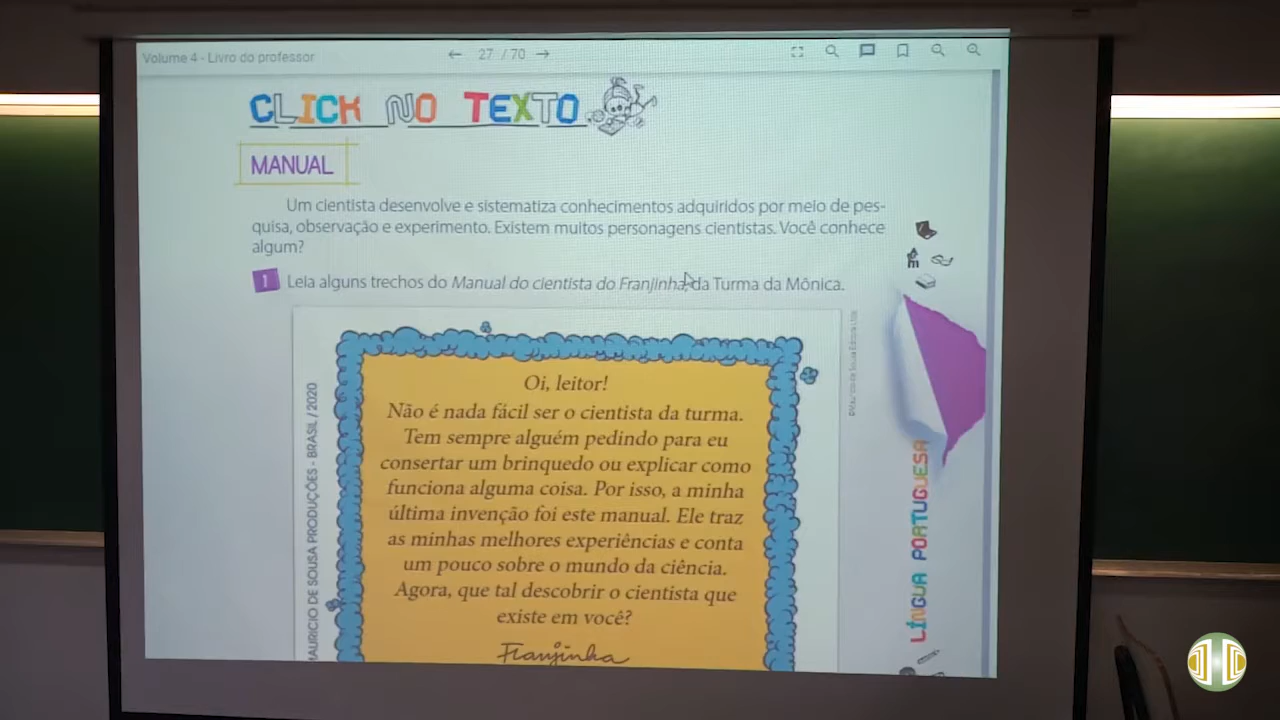 Volume 4 - Livro do professor
← 27 / 70 →
CLICK NO TEXTO
MANUAL
Um cientista desenvolve e sistematiza conhecimentos adquiridos por meio de pes-
quisa, observação e experimento. Existem muitos personagens cientistas. Você conhece
algum?
1 Leia alguns trechos do Manual do cientista do Franjinha, da Turma da Mônica.
Oi, leitor!
Não é nada fácil ser o cientista da turma.
Tem sempre alguém pedindo para eu
consertar um brinquedo ou explicar como
funciona alguma coisa. Por isso, a minha
última invenção foi este manual. Ele traz
as minhas melhores experiências e conta
um pouco sobre o mundo da ciência.
Agora, que tal descobrir o cientista que
existe em você?
Franjinha
MAURICIO DE SOUSA PRODUÇÕES - BRASIL / 2020
©Mauricio de Sousa Editora Ltda.
LÍNGUA PORTUGUESA